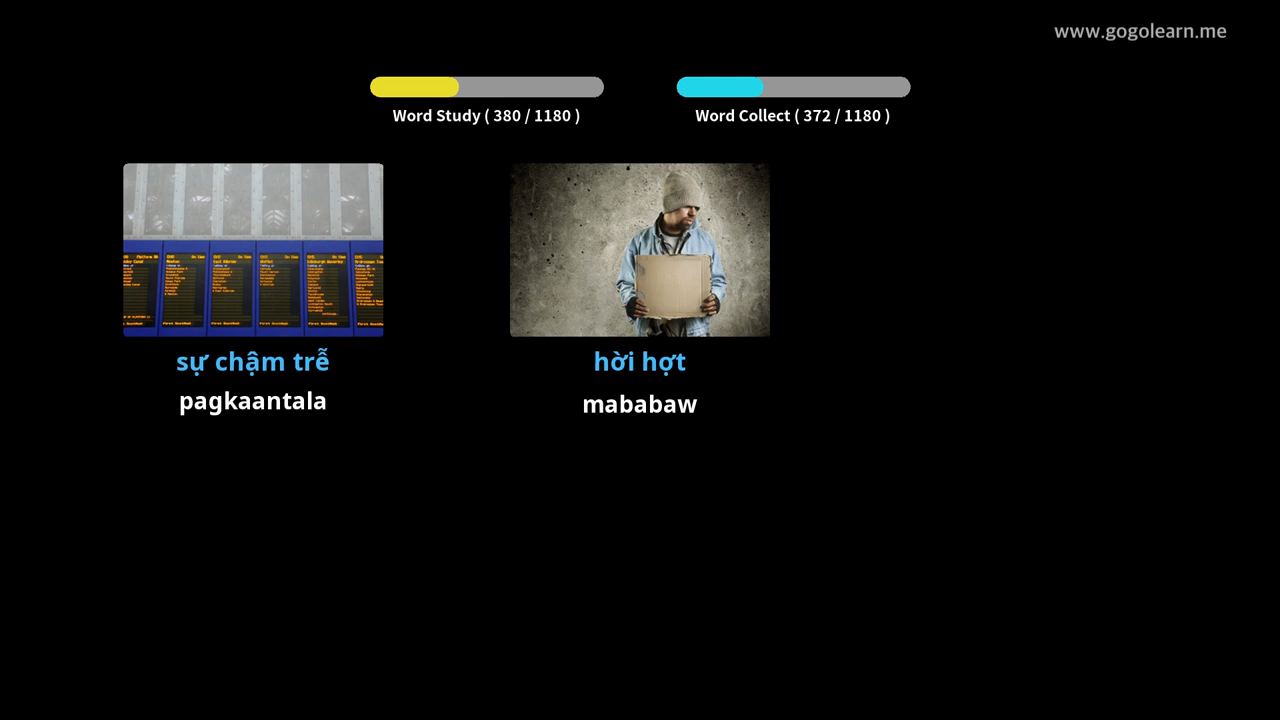 www.gogolearn.me
Word Study ( 380 / 1180 )
Word Collect ( 372 / 1180 )
sự chậm trễ
hời hợt
pagkaantala
mababaw